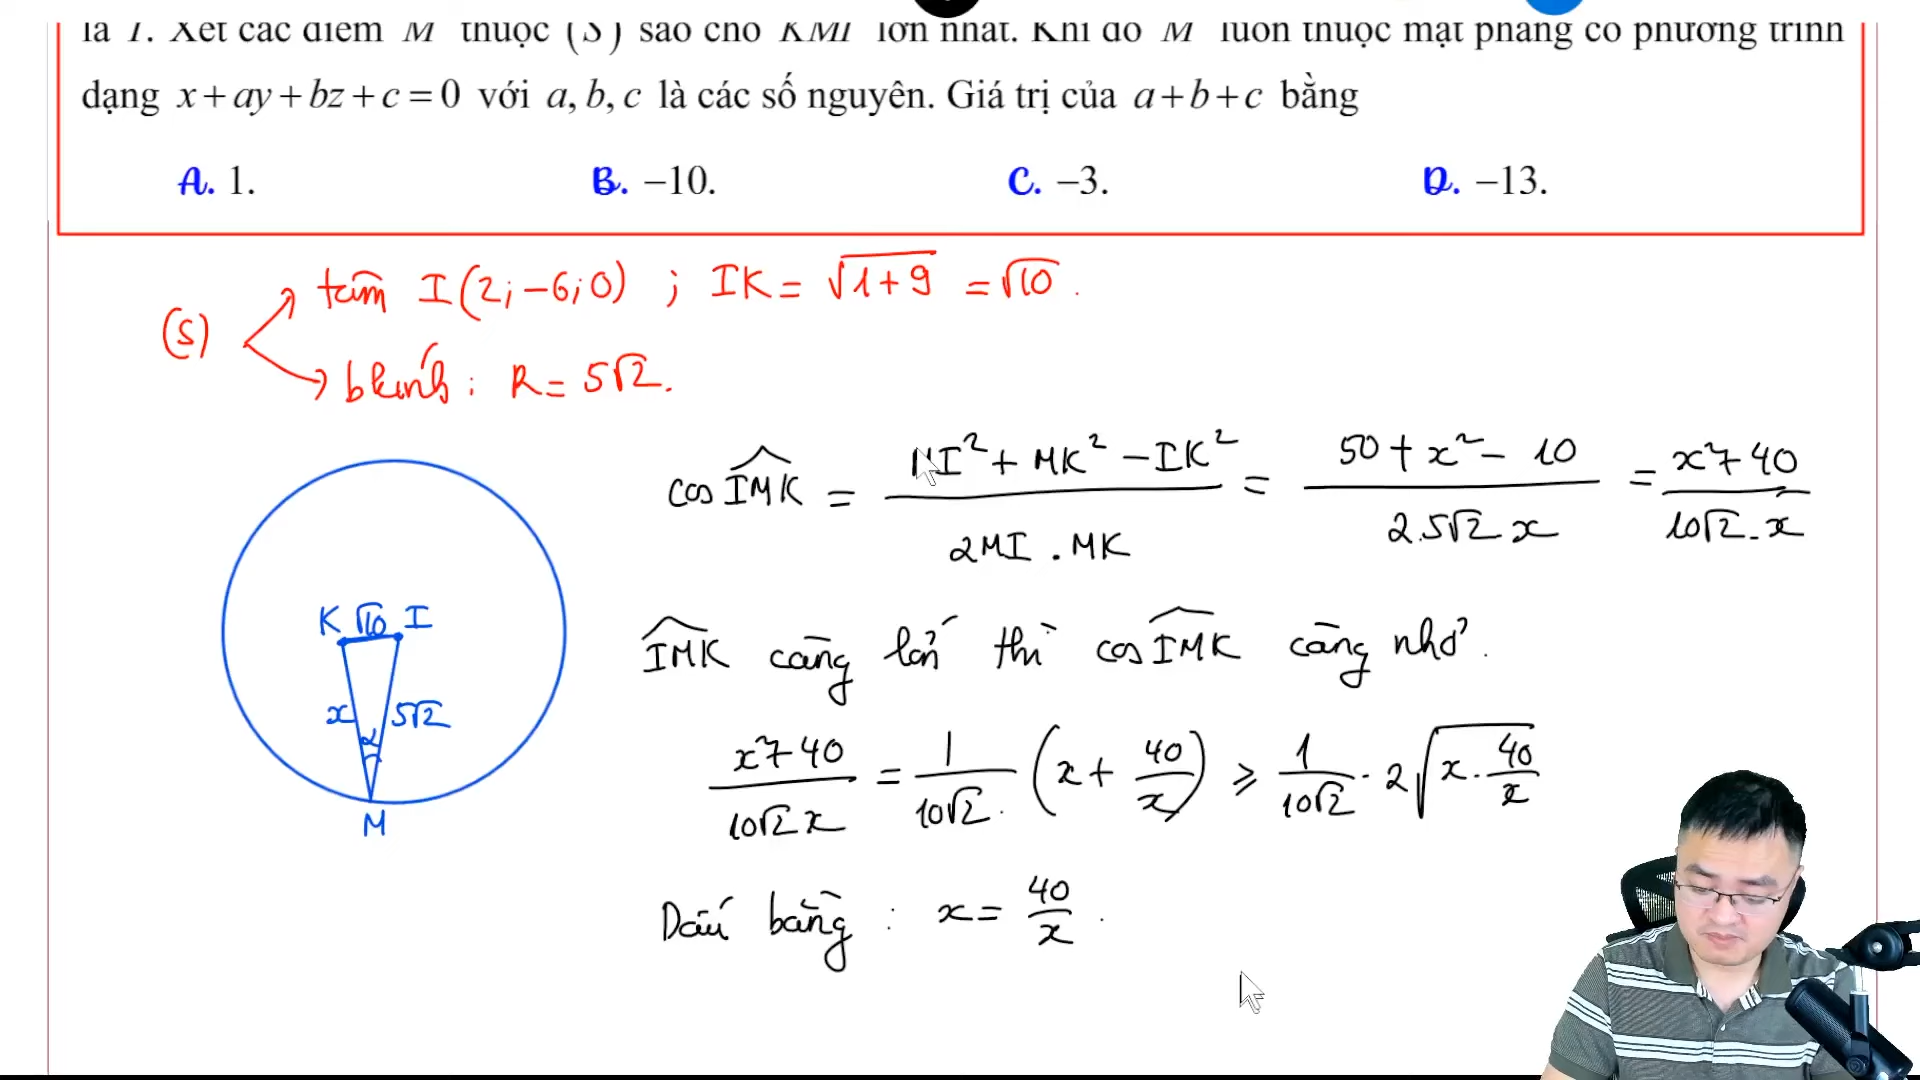 là I. Xét các điểm M thuộc (S) sao cho KMI lớn nhất. Khi đó M luôn thuộc mặt phẳng có phương trình
dạng x+ay+bz+c=0 với a,b,c là các số nguyên. Giá trị của a+b+c bằng
A. 1. B. −10. C. −3. D. −13.
(S) tâm I(2;−6;0) ; IK = √(1+9) = √10.
bkính: R = 5√2.
cos IMK = (MI² + MK² − IK²)/(2MI . MK) = (50 + x² − 10)/(2.5√2 x) = (x² + 40)/(10√2 . x)
K √10 I
x α 5√2
M
IMK càng lớn thì cos IMK càng nhỏ.
(x² + 40)/(10√2 x) = 1/(10√2) . (x + 40/x) ⩾ 1/(10√2) . 2√(x . 40/x)
Dấu bằng : x = 40/x .